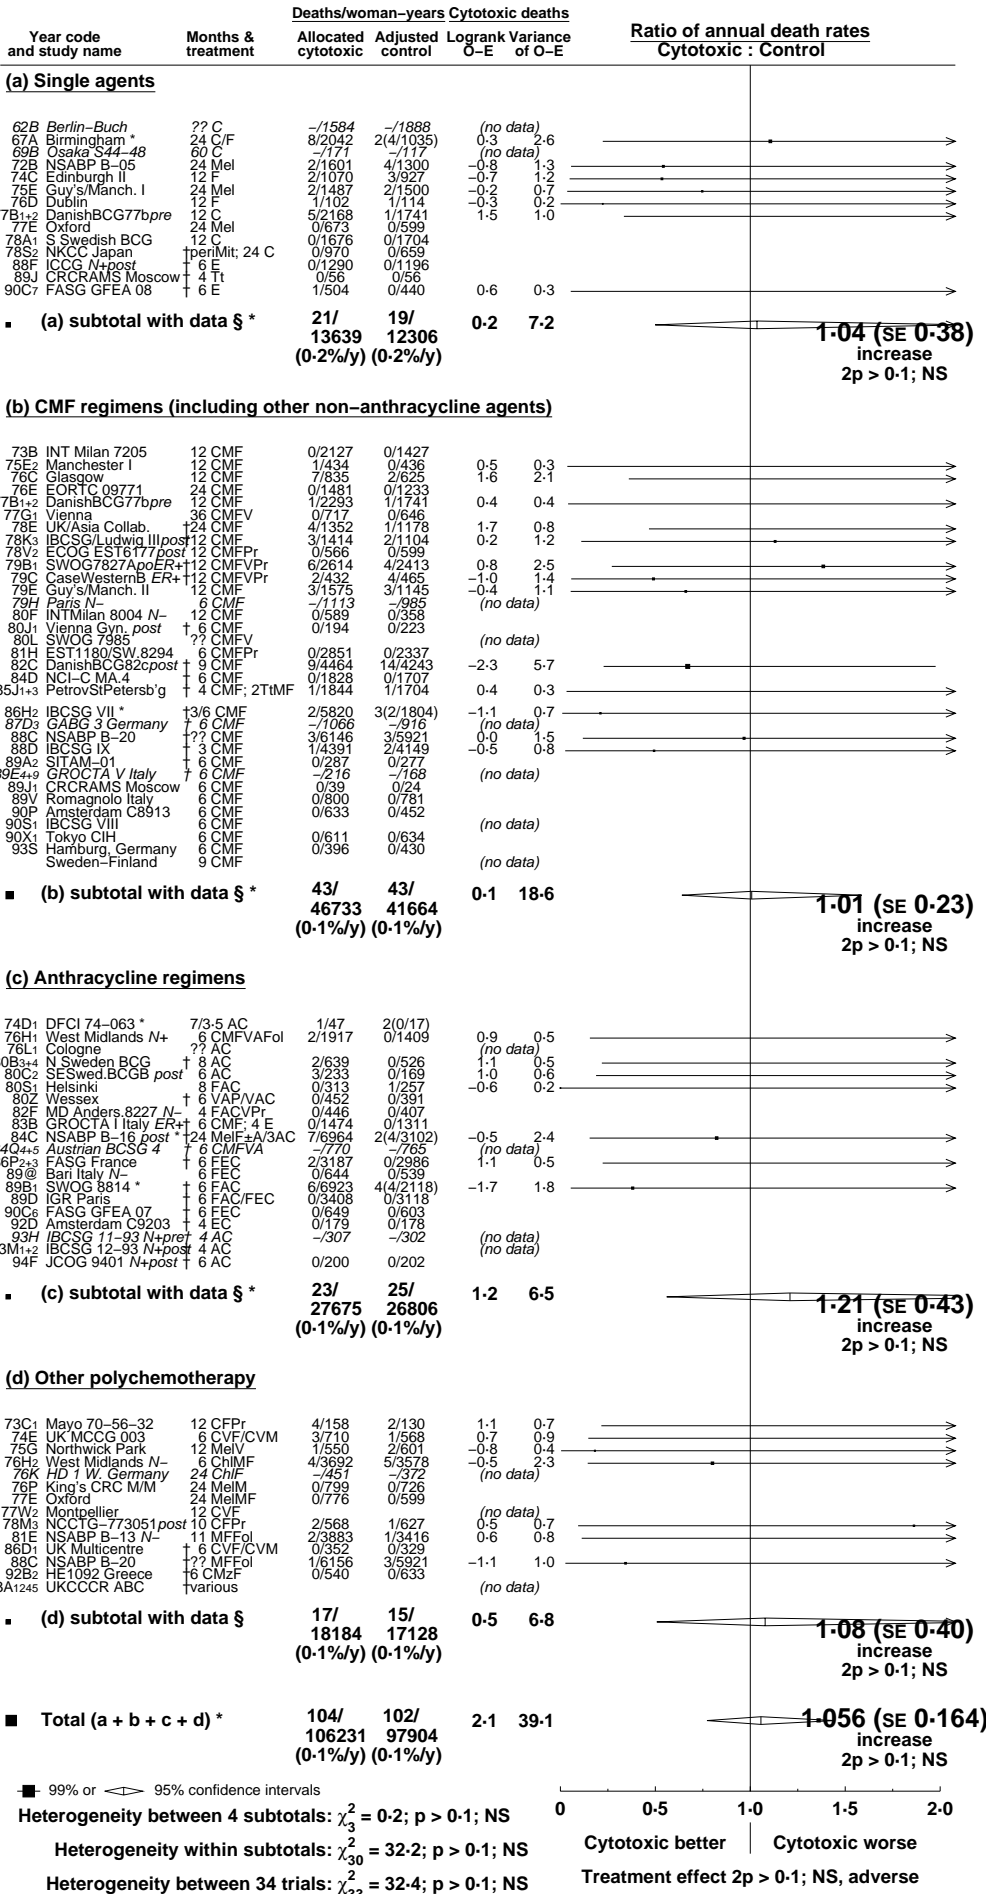 Deaths/woman–years Cytotoxic deaths
Year code and study name Months & treatment Allocated cytotoxic Adjusted control Logrank O–E Variance of O–E Ratio of annual death rates Cytotoxic : Control
(a) Single agents
62B Berlin–Buch ?? C –/1584 –/1888 (no data)
67A Birmingham * 24 C/F 8/2042 2(4/1035) 0·3 2·6
69B Osaka S44–48 60 C –/171 –/117 (no data)
72B NSABP B–05 24 Mel 2/1601 4/1300 –0·8 1·3
74C Edinburgh II 12 F 2/1070 3/927 –0·7 1·2
75E Guy's/Manch. I 24 Mel 2/1487 2/1500 –0·2 0·7
76D Dublin 12 F 1/102 1/114 –0·3 0·2
7B1+2 DanishBCG77bpre 12 C 5/2168 1/1741 1·5 1·0
77E Oxford 24 Mel 0/673 0/599
78A1 S Swedish BCG 12 C 0/1676 0/1704
78S2 NKCC Japan †periMit; 24 C 0/970 0/659
88F ICCG N+post † 6 E 0/1290 0/1196
89J CRCRAMS Moscow † 4 Tt 0/56 0/56
90C7 FASG GFEA 08 † 6 E 1/504 0/440 0·6 0·3
(a) subtotal with data § * 21/ 19/ 0·2 7·2 1·04 (SE 0·38)
13639 12306 increase
(0·2%/y) (0·2%/y) 2p > 0·1; NS
(b) CMF regimens (including other non–anthracycline agents)
73B INT Milan 7205 12 CMF 0/2127 0/1427
75E2 Manchester I 12 CMF 1/434 0/436 0·5 0·3
76C Glasgow 12 CMF 7/835 2/625 1·6 2·1
76E EORTC 09771 24 CMF 0/1481 0/1233
7B1+2 DanishBCG77bpre 12 CMF 1/2293 1/1741 0·4 0·4
77G1 Vienna 36 CMFV 0/717 0/646
78E UK/Asia Collab. †24 CMF 4/1352 1/1178 1·7 0·8
78K3 IBCSG/Ludwig IIIpost †12 CMF 3/1414 2/1104 0·2 1·2
78V2 ECOG EST6177post 12 CMFPr 0/566 0/599
79B1 SWOG7827ApoER+ †12 CMFVPr 6/2614 4/2413 0·8 2·5
79C CaseWesternB ER+ †12 CMFVPr 2/432 4/465 –1·0 1·4
79E Guy's/Manch. II 12 CMF 3/1575 3/1145 –0·4 1·1
79H Paris N– 6 CMF –/1113 –/985 (no data)
80F INTMilan 8004 N– 12 CMF 0/589 0/358
80J1 Vienna Gyn. post † 6 CMF 0/194 0/223
80L SWOG 7985 ?? CMFV (no data)
81H EST1180/SW.8294 6 CMFPr 0/2851 0/2337
82C DanishBCG82cpost † 9 CMF 9/4464 14/4243 –2·3 5·7
84D NCI–C MA.4 † 6 CMF 0/1828 0/1707
85J1+3 PetrovStPetersb'g † 4 CMF; 2TtMF 1/1844 1/1704 0·4 0·3
86H2 IBCSG VII * †3/6 CMF 2/5820 3(2/1804) –1·1 0·7
87D3 GABG 3 Germany † 6 CMF –/1066 –/916 (no data)
88C NSABP B–20 †?? CMF 3/6146 3/5921 0·0 1·5
88D IBCSG IX † 3 CMF 1/4391 2/4149 –0·5 0·8
89A2 SITAM–01 † 6 CMF 0/287 0/277
89E4+9 GROCTA V Italy † 6 CMF –/216 –/168 (no data)
89J1 CRCRAMS Moscow 6 CMF 0/39 0/24
89V Romagnolo Italy 6 CMF 0/800 0/781
90P Amsterdam C8913 6 CMF 0/633 0/452
90S1 IBCSG VIII 6 CMF (no data)
90X1 Tokyo CIH 6 CMF 0/611 0/634
93S Hamburg, Germany 6 CMF 0/396 0/430
Sweden–Finland 9 CMF (no data)
(b) subtotal with data § * 43/ 43/ 0·1 18·6 1·01 (SE 0·23)
46733 41664 increase
(0·1%/y) (0·1%/y) 2p > 0·1; NS
(c) Anthracycline regimens
74D1 DFCI 74–063 * 7/3·5 AC 1/47 2(0/17)
76H1 West Midlands N+ 6 CMFVAFol 2/1917 0/1409 0·9 0·5
76L1 Cologne ?? AC (no data)
0B3+4 N Sweden BCG † 8 AC 2/639 0/526 1·1 0·5
80C2 SESwed.BCGB post 6 AC 3/233 0/169 1·0 0·6
80S1 Helsinki 8 FAC 0/313 1/257 –0·6 0·2
80Z Wessex † 6 VAP/VAC 0/452 0/391
82F MD Anders.8227 N– 4 FACVPr 0/446 0/407
83B GROCTA I Italy ER+ † 6 CMF; 4 E 0/1474 0/1311
84C NSABP B–16 post * †24 MelF±A/3AC 7/6964 2(4/3102) –0·5 2·4
4Q4+5 Austrian BCSG 4 † 6 CMFVA –/770 –/765 (no data)
6P2+3 FASG France † 6 FEC 2/3187 0/2986 1·1 0·5
89@ Bari Italy N– 6 FEC 0/644 0/539
89B1 SWOG 8814 * † 6 FAC 6/6923 4(4/2118) –1·7 1·8
89D IGR Paris † 6 FAC/FEC 0/3408 0/3118
90C6 FASG GFEA 07 † 6 FEC 0/649 0/603
92D Amsterdam C9203 † 4 EC 0/179 0/178
93H IBCSG 11–93 N+pre † 4 AC –/307 –/302 (no data)
3M1+2 IBCSG 12–93 N+post † 4 AC (no data)
94F JCOG 9401 N+post † 6 AC 0/200 0/202
(c) subtotal with data § * 23/ 25/ 1·2 6·5 1·21 (SE 0·43)
27675 26806 increase
(0·1%/y) (0·1%/y) 2p > 0·1; NS
(d) Other polychemotherapy
73C1 Mayo 70–56–32 12 CFPr 4/158 2/130 1·1 0·7
74E UK MCCG 003 6 CVF/CVM 3/710 1/568 0·7 0·9
75G Northwick Park 12 MelV 1/550 2/601 –0·8 0·4
76H2 West Midlands N– 6 ChlMF 4/3692 5/3578 –0·5 2·3
76K HD 1 W. Germany 24 ChlF –/451 –/372 (no data)
76P King's CRC M/M 24 MelM 0/799 0/726
77E Oxford 24 MelMF 0/776 0/599
77W2 Montpellier 12 CVF (no data)
78M3 NCCTG–773051post 10 CFPr 2/568 1/627 0·5 0·7
81E NSABP B–13 N– 11 MFFol 2/3883 1/3416 0·6 0·8
86D1 UK Multicentre † 6 CVF/CVM 0/352 0/329
88C NSABP B–20 †?? MFFol 1/6156 3/5921 –1·1 1·0
92B2 HE1092 Greece †6 CMzF 0/540 0/633
3A1245 UKCCCR ABC †various (no data)
(d) subtotal with data § 17/ 15/ 0·5 6·8 1·08 (SE 0·40)
18184 17128 increase
(0·1%/y) (0·1%/y) 2p > 0·1; NS
Total (a + b + c + d) * 104/ 102/ 2·1 39·1 1·056 (SE 0·164)
106231 97904 increase
(0·1%/y) (0·1%/y) 2p > 0·1; NS
99% or 95% confidence intervals
0 0·5 1·0 1·5 2·0
Heterogeneity between 4 subtotals: χ²3 = 0·2; p > 0·1; NS
Cytotoxic better Cytotoxic worse
Heterogeneity within subtotals: χ²30 = 32·2; p > 0·1; NS
Treatment effect 2p > 0·1; NS, adverse
Heterogeneity between 34 trials: χ²33 = 32·4; p > 0·1; NS